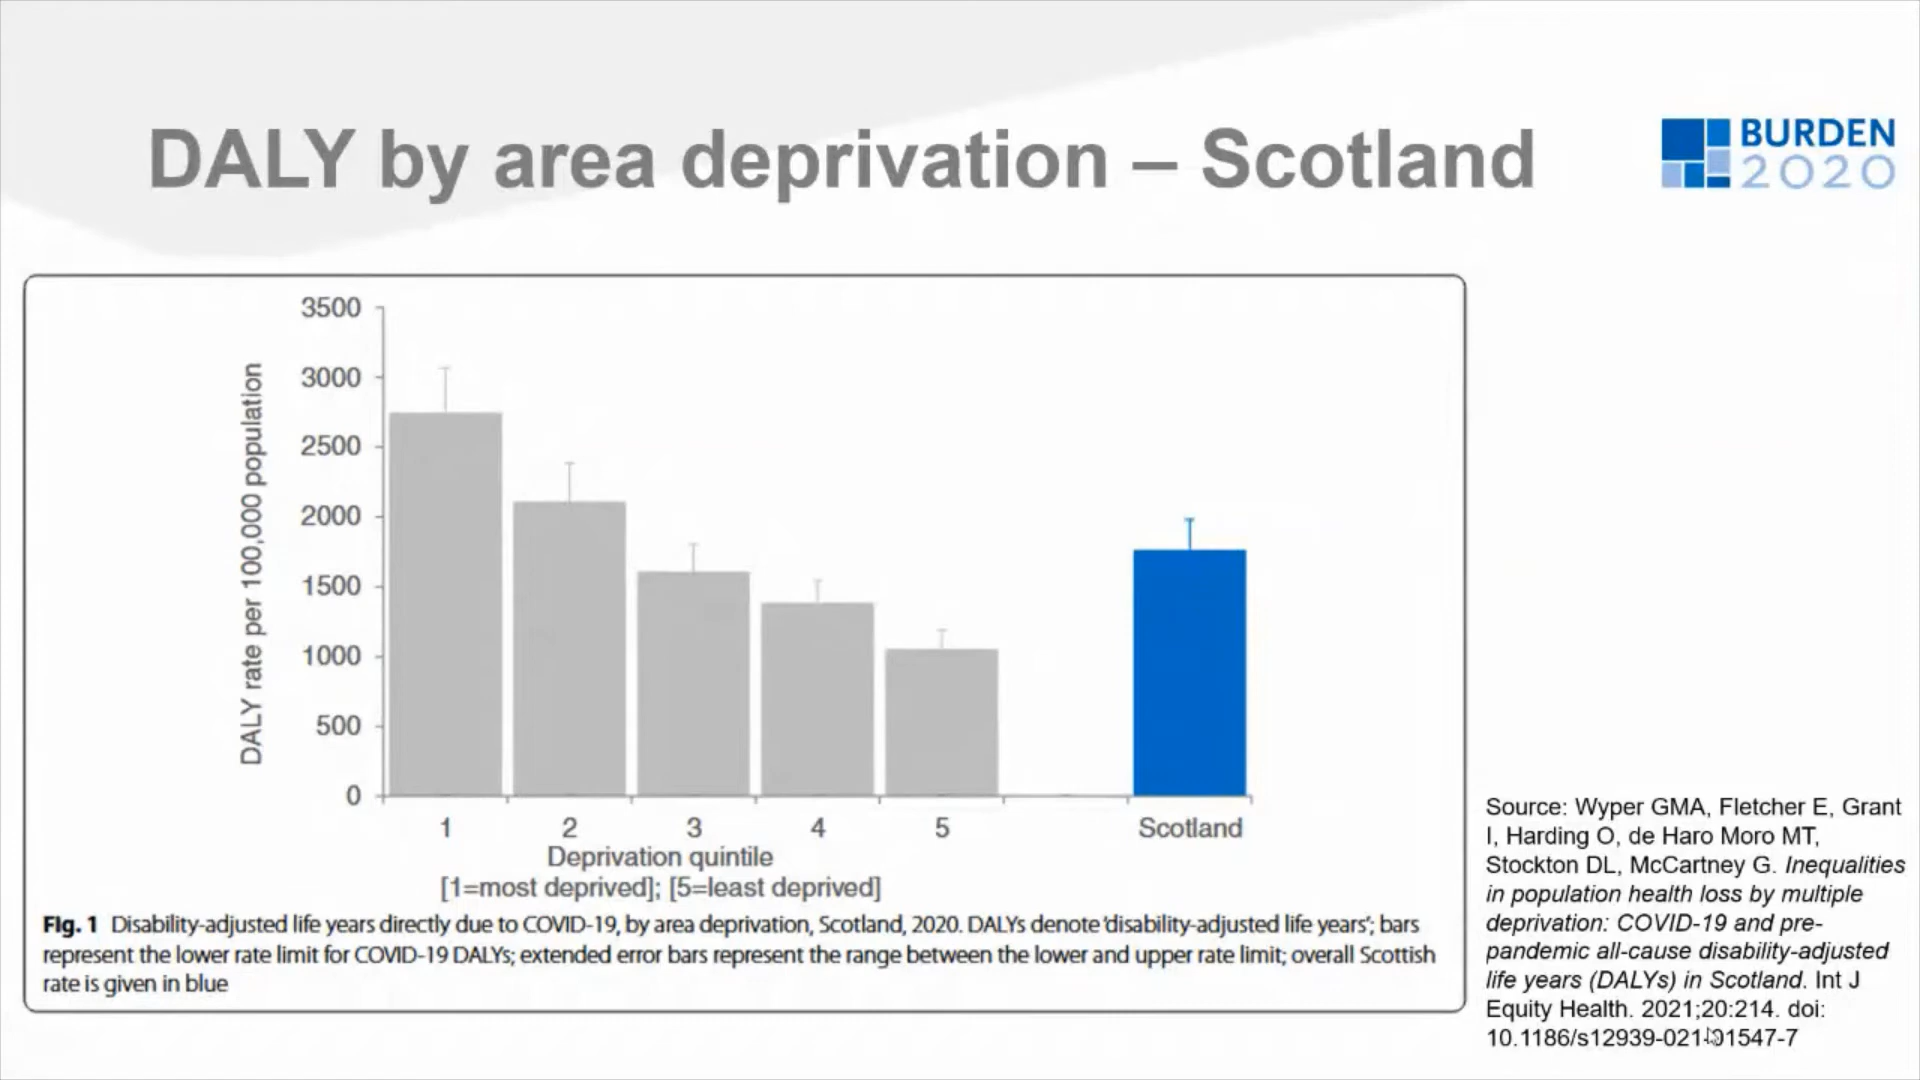 DALY by area deprivation – Scotland
BURDEN
2020
3500
3000
2500
2000
1500
1000
500
0
DALY rate per 100,000 population
1 2 3 4 5 Scotland
Deprivation quintile
[1=most deprived]; [5=least deprived]
Fig. 1 Disability-adjusted life years directly due to COVID-19, by area deprivation, Scotland, 2020. DALYs denote 'disability-adjusted life years'; bars
represent the lower rate limit for COVID-19 DALYs; extended error bars represent the range between the lower and upper rate limit; overall Scottish
rate is given in blue
Source: Wyper GMA, Fletcher E, Grant
I, Harding O, de Haro Moro MT,
Stockton DL, McCartney G. Inequalities
in population health loss by multiple
deprivation: COVID-19 and pre-
pandemic all-cause disability-adjusted
life years (DALYs) in Scotland. Int J
Equity Health. 2021;20:214. doi:
10.1186/s12939-021-01547-7